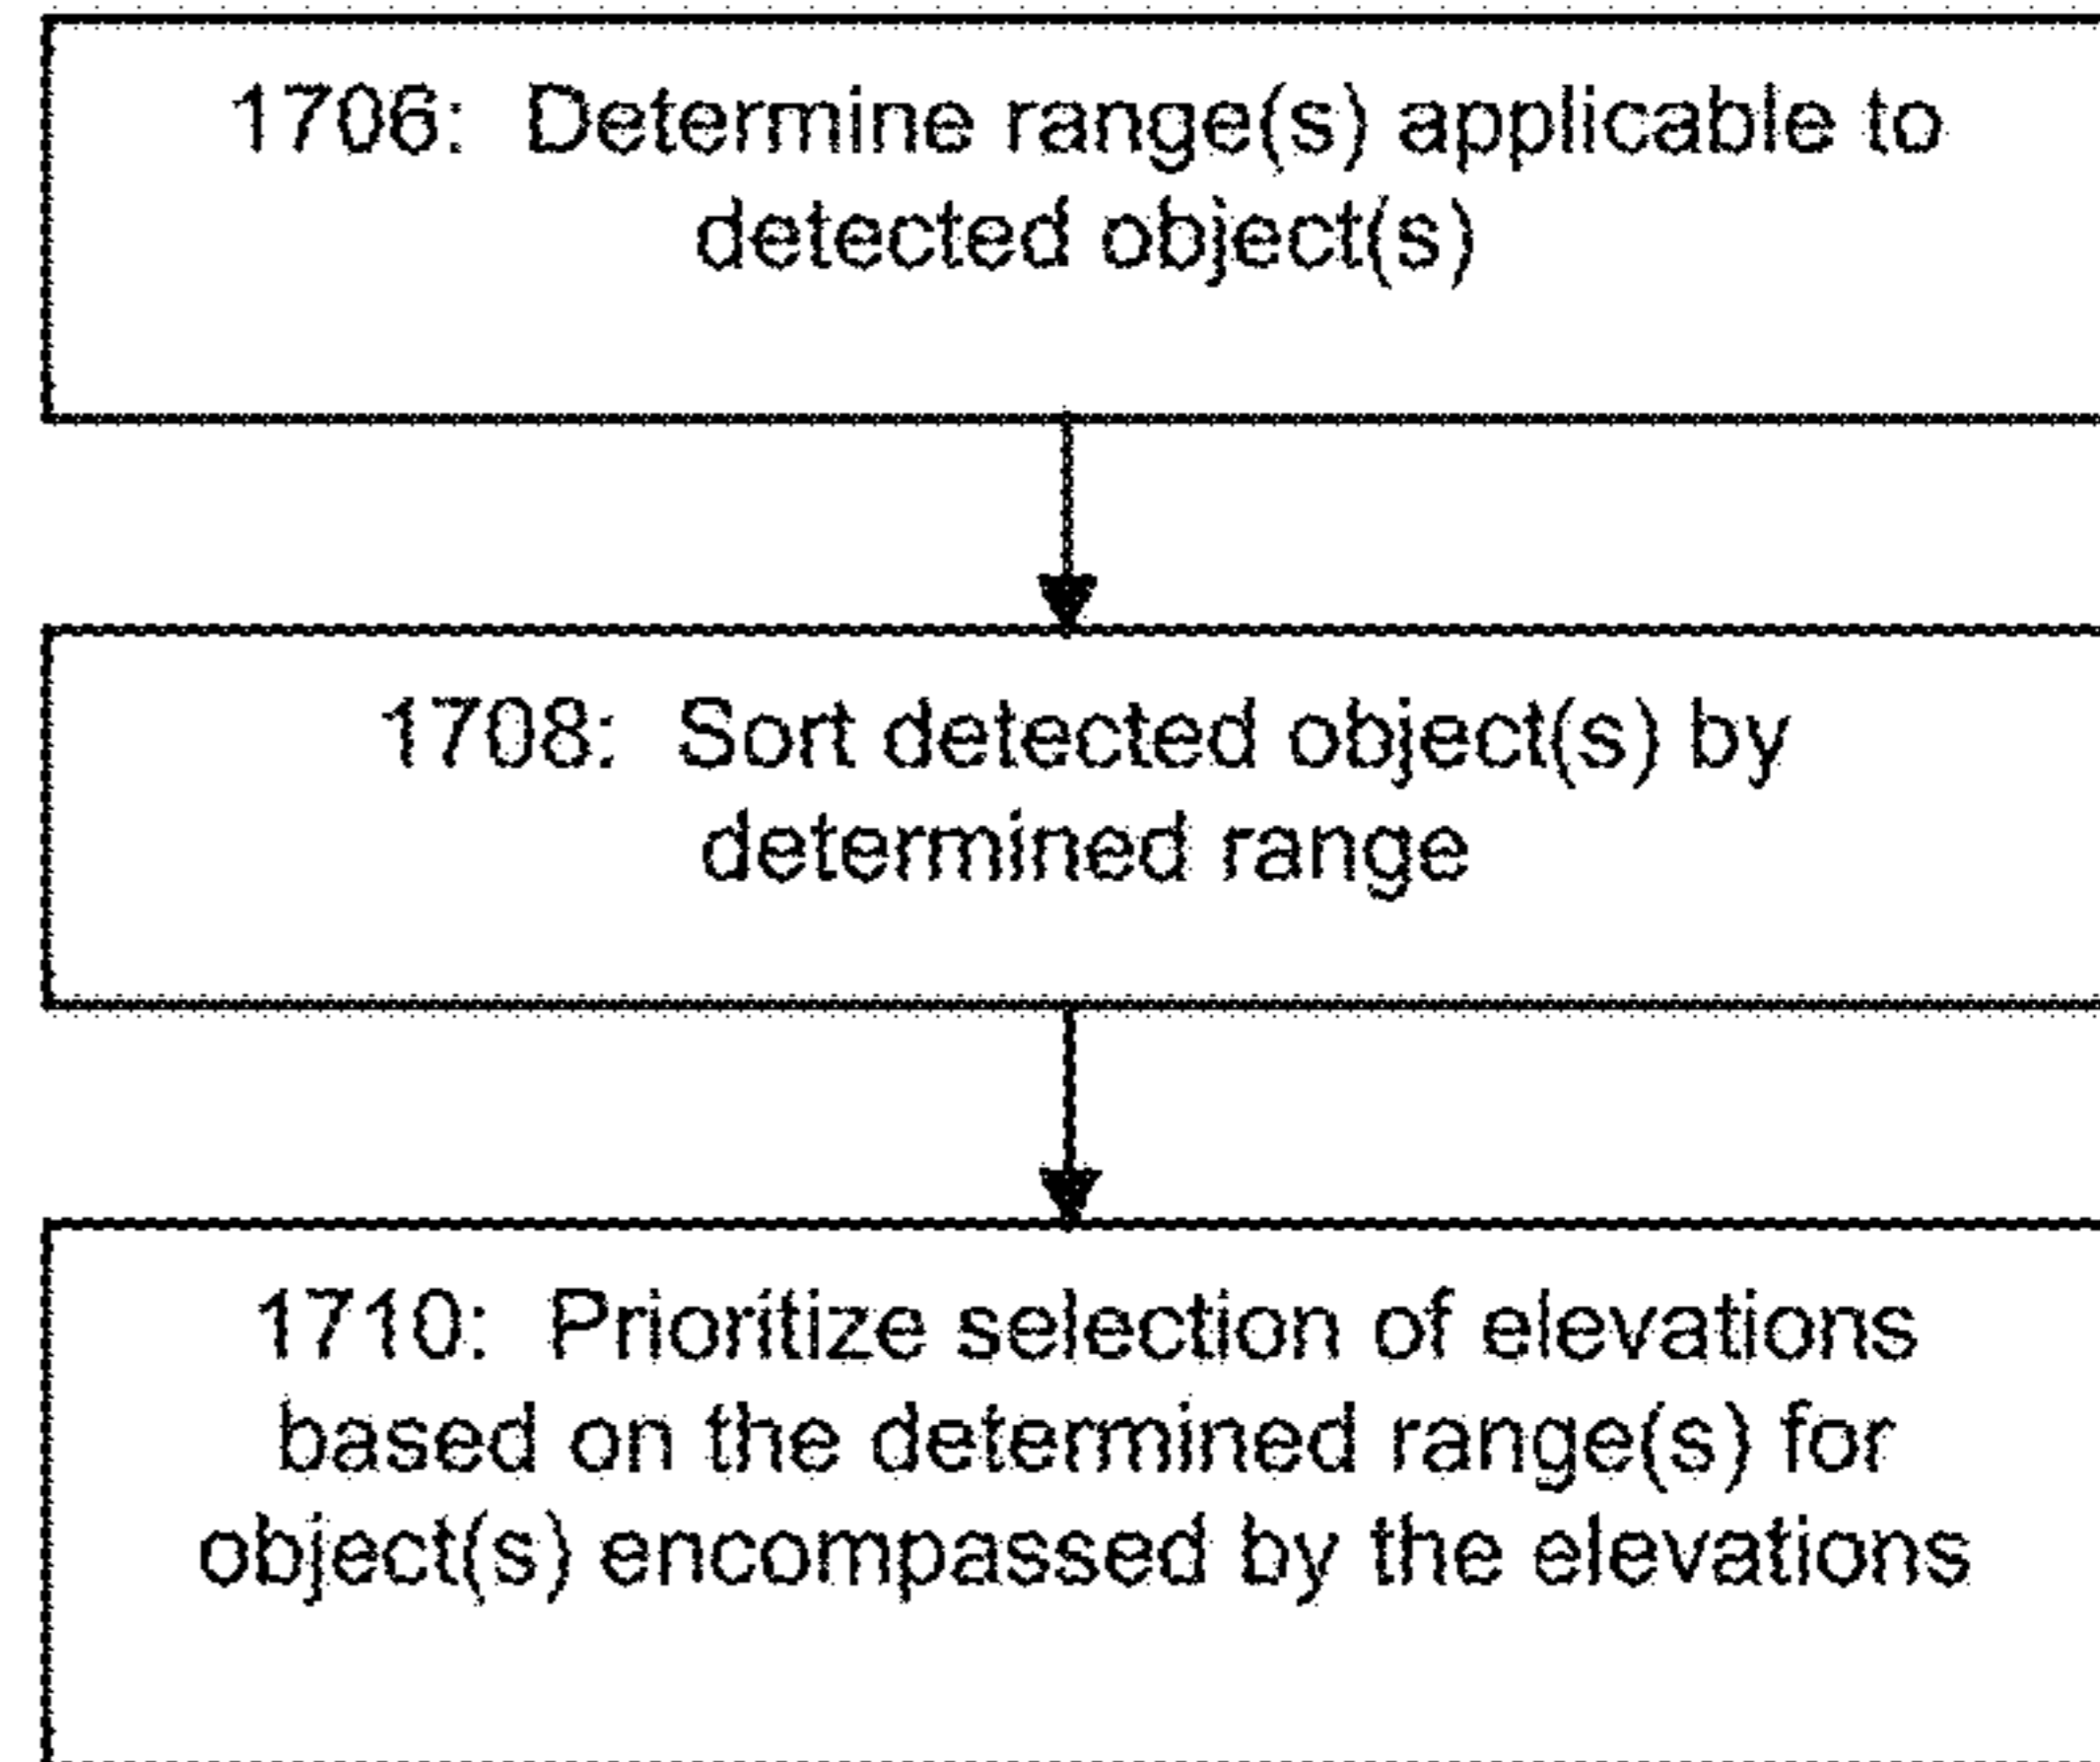 1706: Determine range(s) applicable to
detected object(s)
1708: Sort detected object(s) by
determined range
1710: Prioritize selection of elevations
based on the determined range(s) for
object(s) encompassed by the elevations